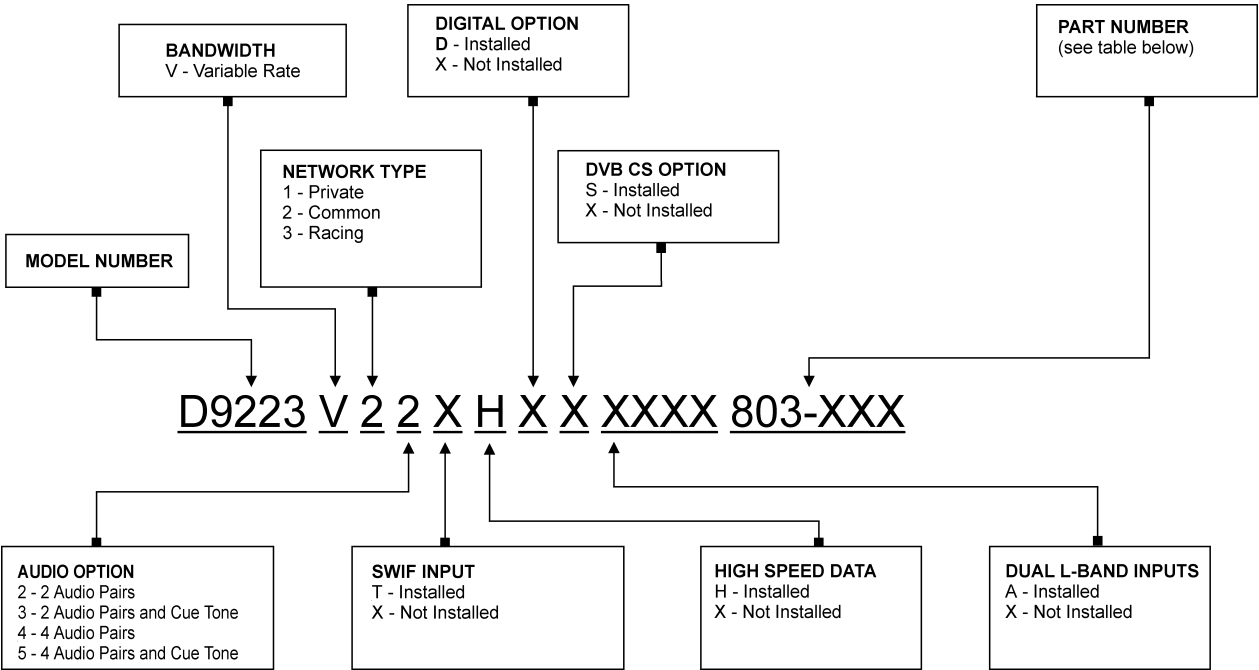 DIGITAL OPTION
D - Installed
X - Not Installed
PART NUMBER
(see table below)
BANDWIDTH
V - Variable Rate
NETWORK TYPE
1 - Private
2 - Common
3 - Racing
DVB CS OPTION
S - Installed
X - Not Installed
MODEL NUMBER
D9223 V 2 2 X H X X XXXX 803-XXX
AUDIO OPTION
2 - 2 Audio Pairs
3 - 2 Audio Pairs and Cue Tone
4 - 4 Audio Pairs
5 - 4 Audio Pairs and Cue Tone
SWIF INPUT
T - Installed
X - Not Installed
HIGH SPEED DATA
H - Installed
X - Not Installed
DUAL L-BAND INPUTS
A - Installed
X - Not Installed